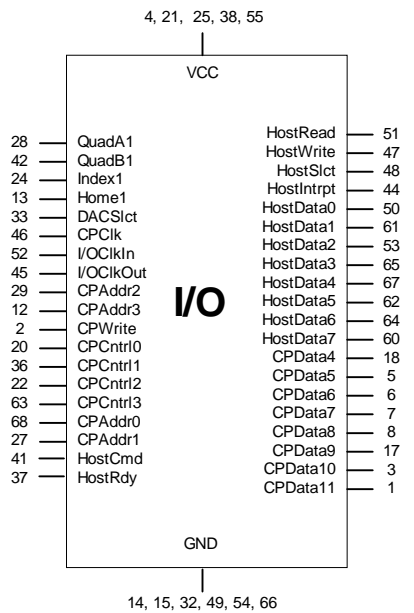 4, 21, 25, 38, 55
VCC
28 QuadA1
42 QuadB1
24 Index1
13 Home1
33 DACSlct
46 CPClk
52 I/OClkIn
45 I/OClkOut
29 CPAddr2
12 CPAddr3
2 CPWrite
20 CPCntrl0
36 CPCntrl1
22 CPCntrl2
63 CPCntrl3
68 CPAddr0
27 CPAddr1
41 HostCmd
37 HostRdy
I/O
HostRead 51
HostWrite 47
HostSlct 48
HostIntrpt 44
HostData0 50
HostData1 61
HostData2 53
HostData3 65
HostData4 67
HostData5 62
HostData6 64
HostData7 60
CPData4 18
CPData5 5
CPData6 6
CPData7 7
CPData8 8
CPData9 17
CPData10 3
CPData11 1
GND
14, 15, 32, 49, 54, 66